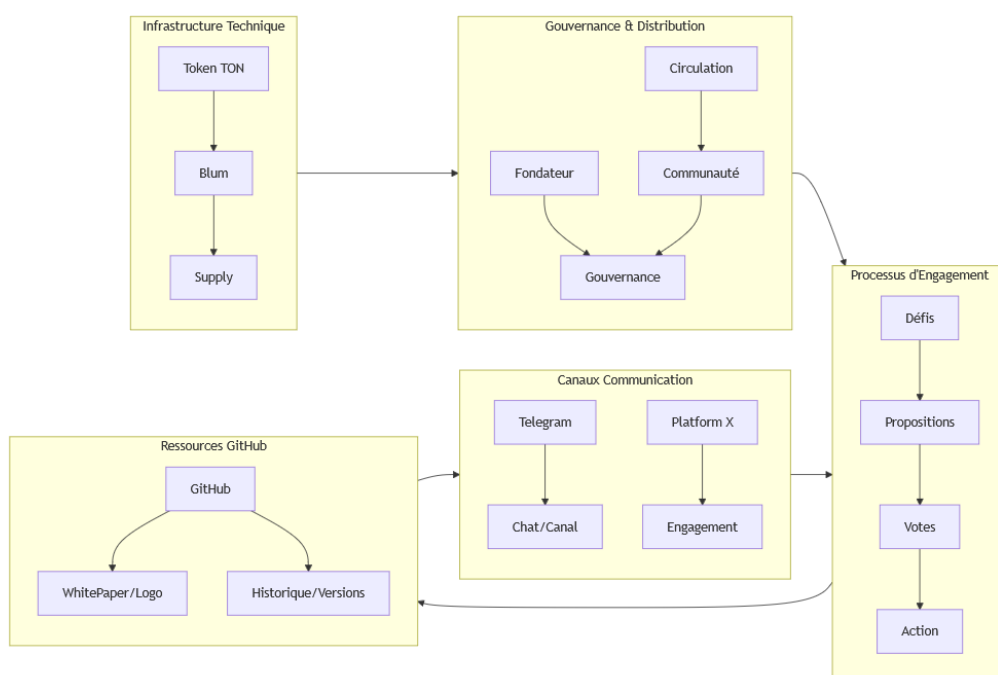 Infrastructure Technique
Token TON
Blum
Supply
Gouvernance & Distribution
Circulation
Fondateur
Communauté
Gouvernance
Processus d'Engagement
Défis
Propositions
Votes
Action
Canaux Communication
Telegram
Platform X
Chat/Canal
Engagement
Ressources GitHub
GitHub
WhitePaper/Logo
Historique/Versions